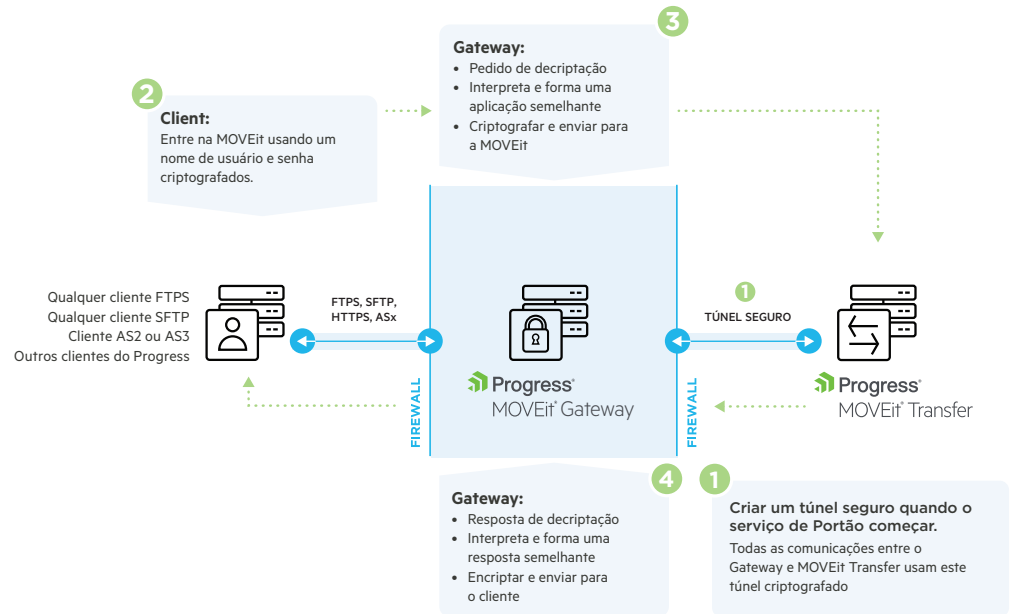 3
Gateway:
• Pedido de decriptação
• Interpreta e forma uma
aplicação semelhante
• Criptografar e enviar para
a MOVEit
2
Client:
Entre na MOVEit usando um
nome de usuário e senha
criptografados.
Qualquer cliente FTPS
Qualquer cliente SFTP
Cliente AS2 ou AS3
Outros clientes do Progress
FTPS, SFTP,
HTTPS, ASx
FIREWALL
Progress®
MOVEit® Gateway
1
TÚNEL SEGURO
FIREWALL
Progress®
MOVEit® Transfer
4
Gateway:
• Resposta de decriptação
• Interpreta e forma uma
resposta semelhante
• Encriptar e enviar para
o cliente
1
Criar um túnel seguro quando o
serviço de Portão começar.
Todas as comunicações entre o
Gateway e MOVEit Transfer usam este
túnel criptografado